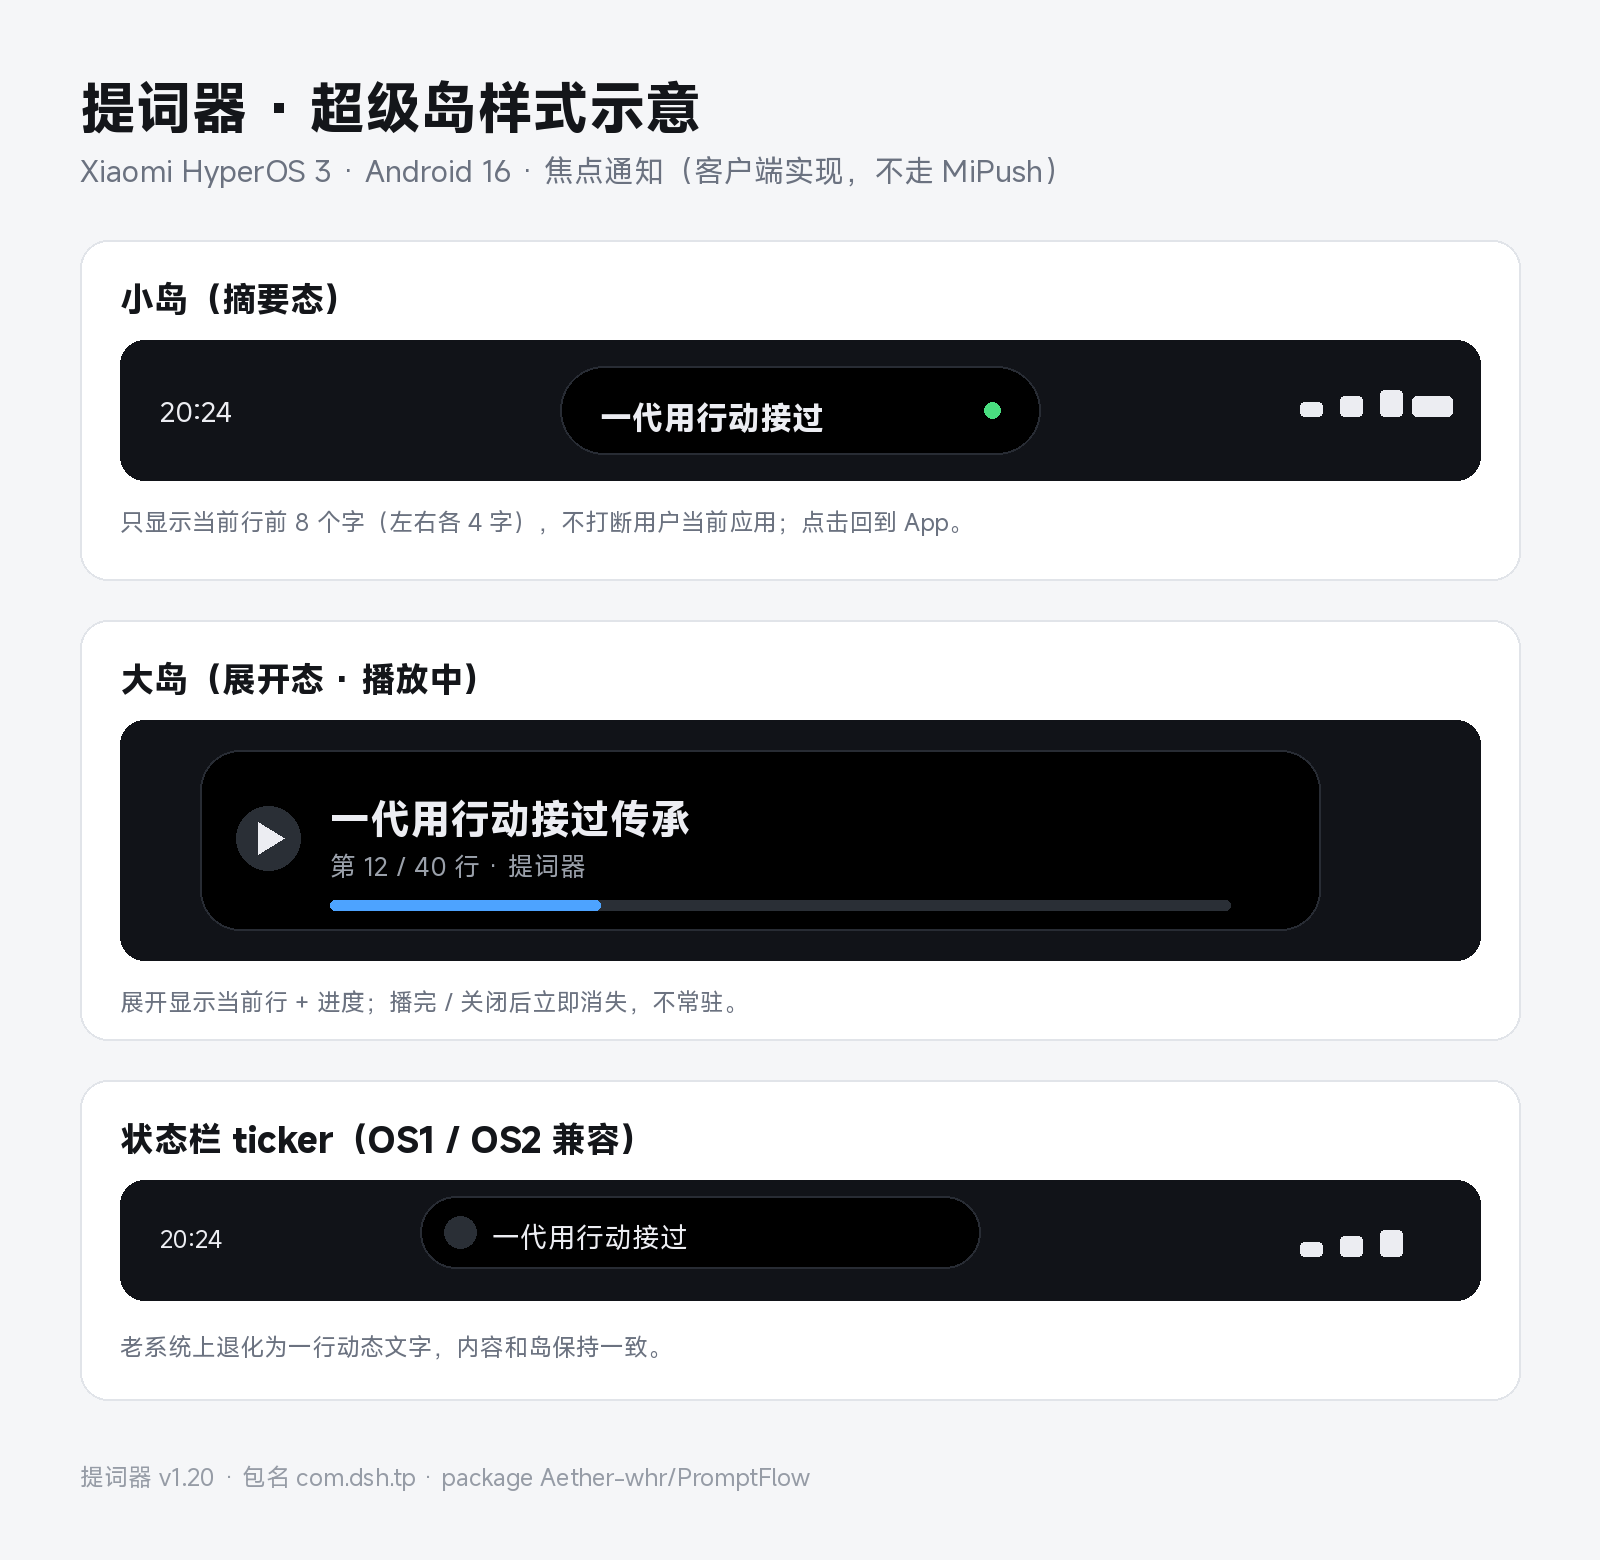 提词器 · 超级岛样式示意
Xiaomi HyperOS 3 · Android 16 · 焦点通知（客户端实现，不走 MiPush）
小岛（摘要态）
20:24
一代用行动接过
只显示当前行前 8 个字（左右各 4 字），不打断用户当前应用；点击回到 App。
大岛（展开态 · 播放中）
一代用行动接过传承
第 12 / 40 行 · 提词器
展开显示当前行 + 进度；播完 / 关闭后立即消失，不常驻。
状态栏 ticker（OS1 / OS2 兼容）
20:24
一代用行动接过
老系统上退化为一行动态文字，内容和岛保持一致。
提词器 v1.20 · 包名 com.dsh.tp · package Aether-whr/PromptFlow